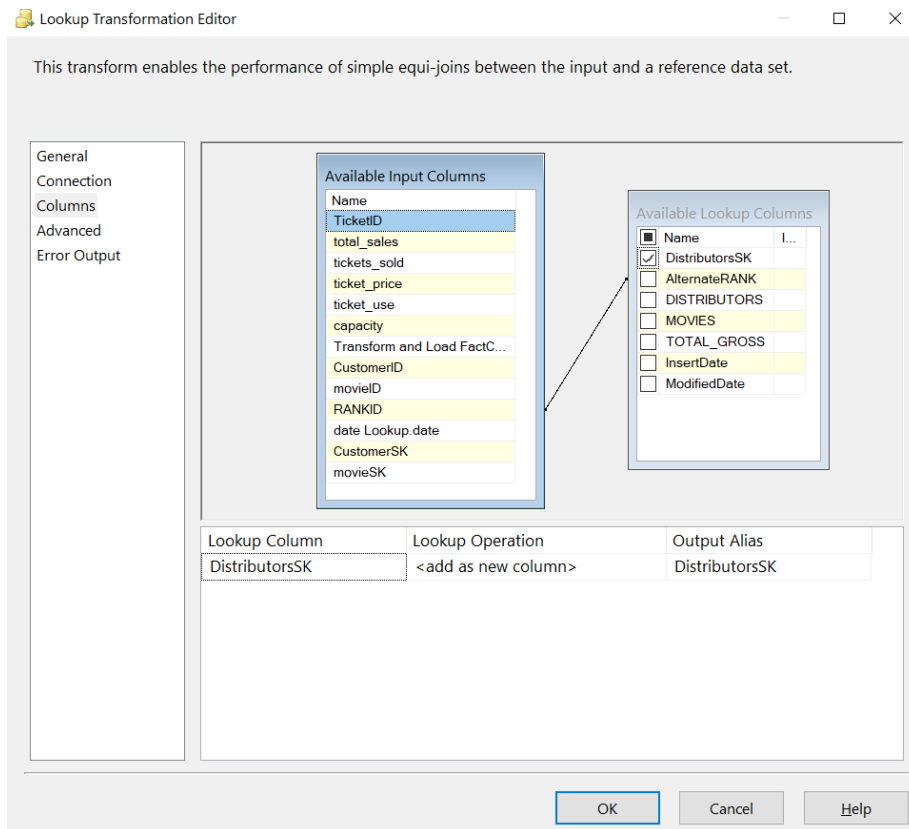 Lookup Transformation Editor
This transform enables the performance of simple equi-joins between the input and a reference data set.
General
Connection
Columns
Advanced
Error Output
Available Input Columns
Name
TicketID
total_sales
tickets_sold
ticket_price
ticket_use
capacity
Transform and Load FactC...
CustomerID
movieID
RANKID
date Lookup.date
CustomerSK
movieSK
Available Lookup Columns
Name I...
DistributorsSK
AlternateRANK
DISTRIBUTORS
MOVIES
TOTAL_GROSS
InsertDate
ModifiedDate
Lookup Column Lookup Operation Output Alias
DistributorsSK <add as new column> DistributorsSK
OK Cancel Help